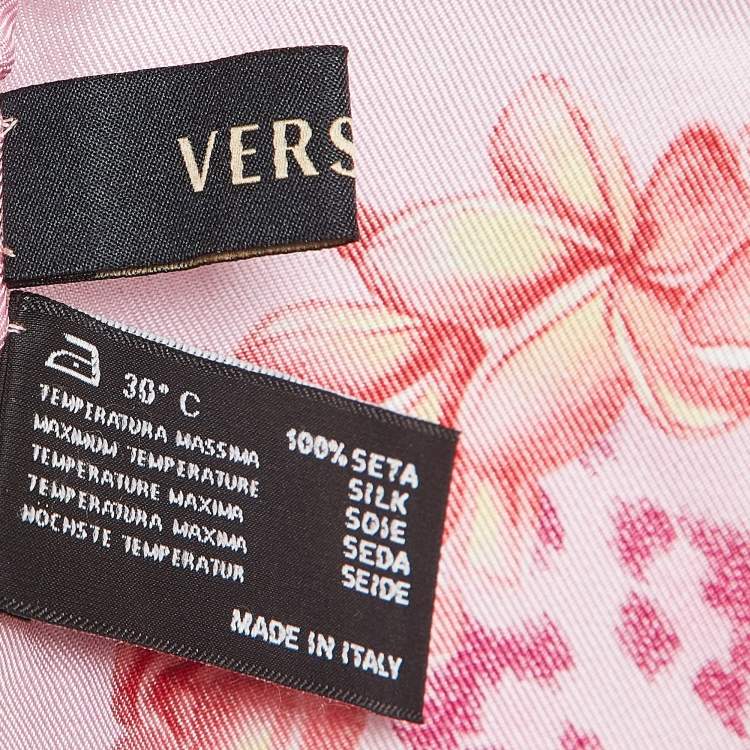 VERS
30° C
TEMPERATURA MASSIMA
MAXIMUM TEMPERATURE
TEMPERATURE MAXIMA
TEMPERATURA MAXIMA
HÖCHSTE TEMPERATUR
100% SETA
SILK
SOIE
SEDA
SEIDE
MADE IN ITALY